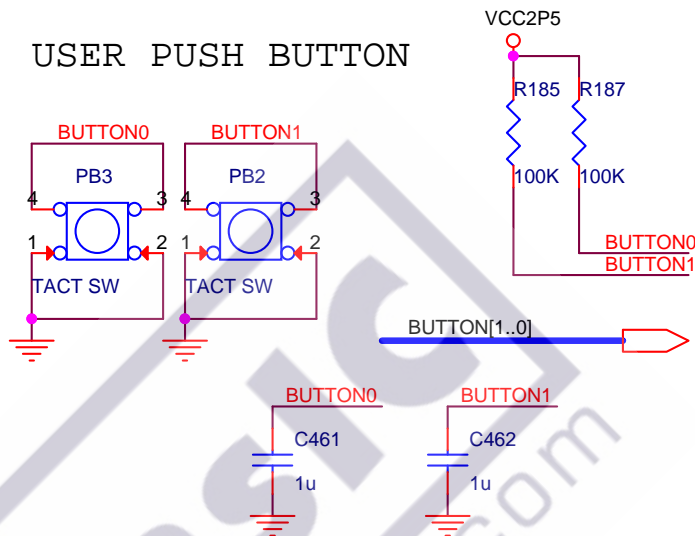 USER PUSH BUTTON
VCC2P5
R185 R187
100K 100K
BUTTON0
BUTTON1
BUTTON0
PB3
4 3
1 2
TACT SW
BUTTON1
PB2
4 3
1 2
TACT SW
BUTTON[1..0]
BUTTON0
C461
1u
BUTTON1
C462
1u
com